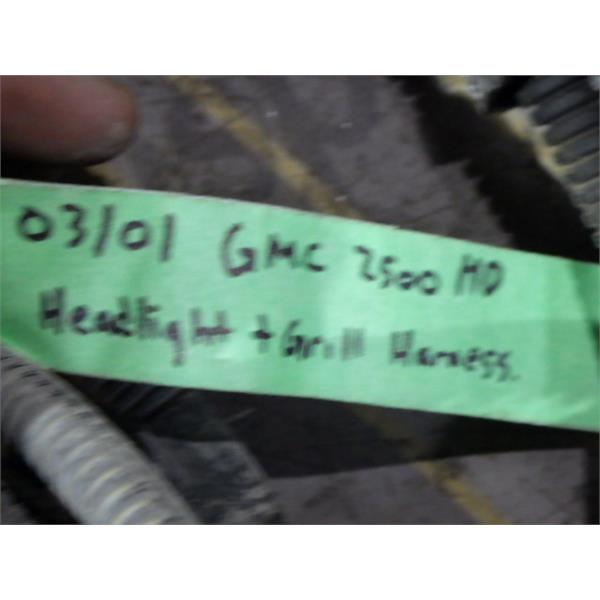 03/01 GMC 2500 HD
Headlight + Grill Harness.